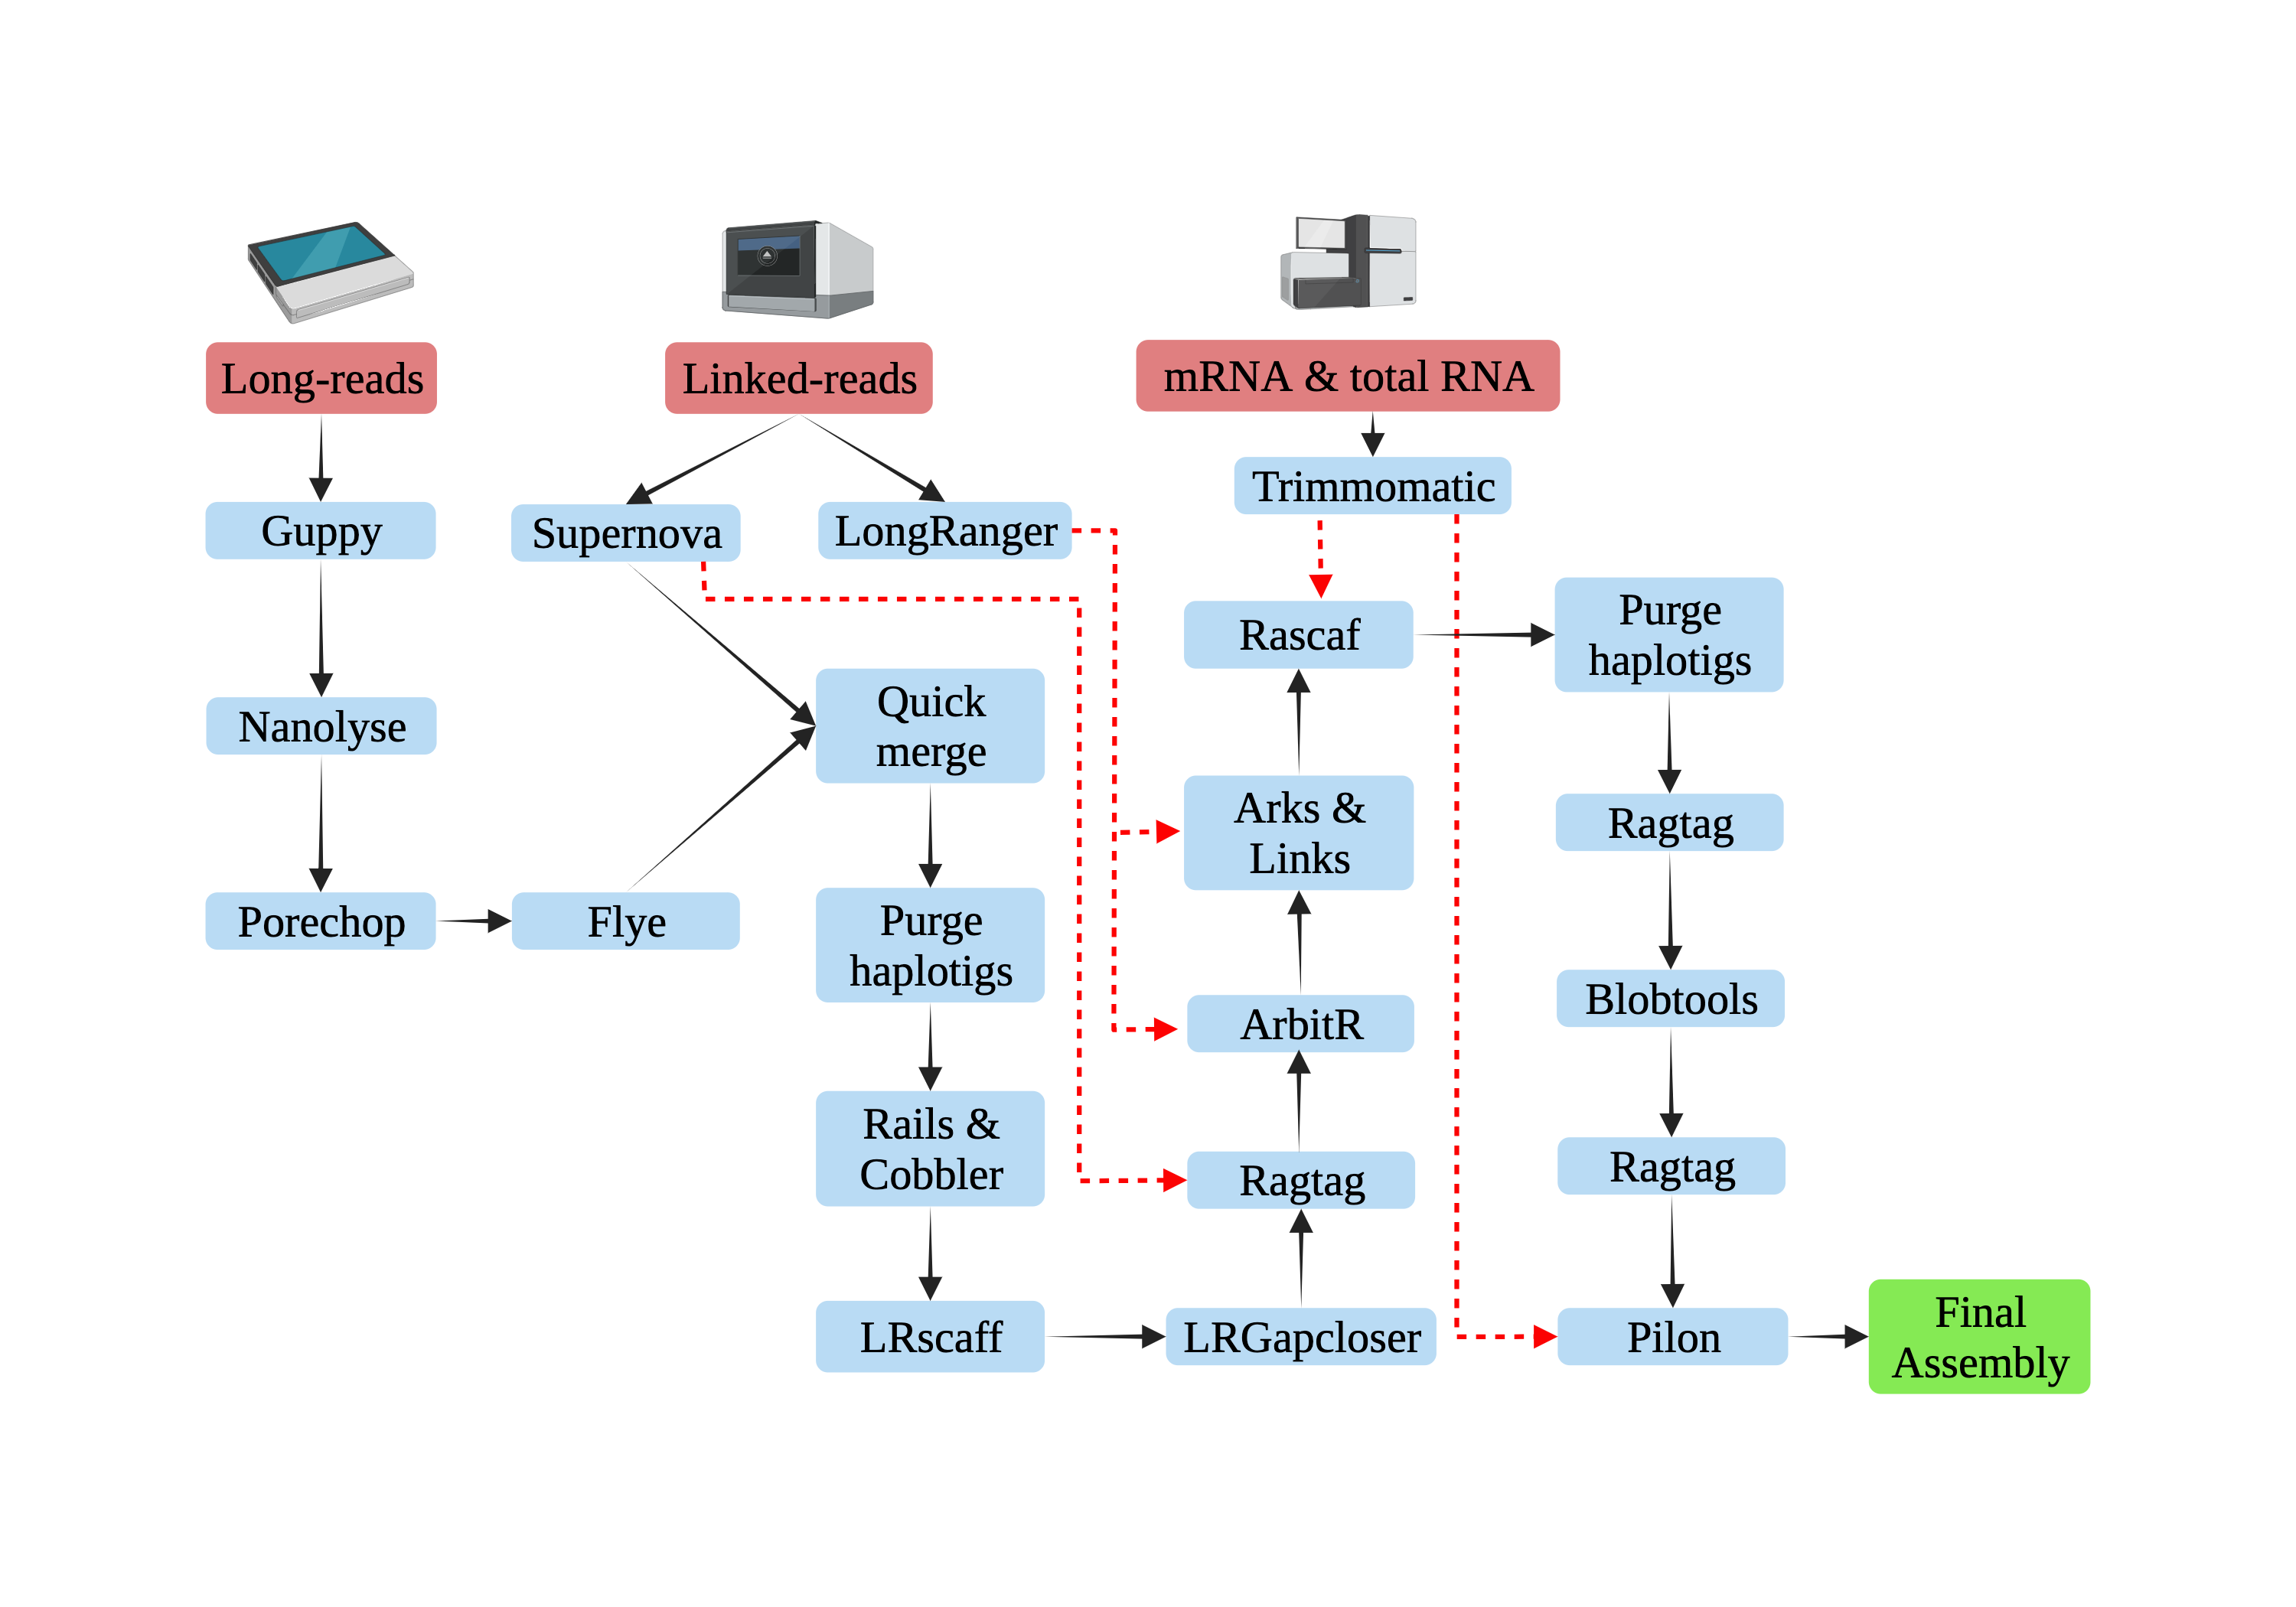 Long-reads
Linked-reads
mRNA & total RNA
Guppy
Supernova
LongRanger
Trimmomatic
Nanolyse
Porechop
Flye
Quick
merge
Purge
haplotigs
Rails &
Cobbler
LRscaff
LRGapcloser
Ragtag
ArbitR
Arks &
Links
Rascaf
Purge
haplotigs
Ragtag
Blobtools
Ragtag
Pilon
Final
Assembly